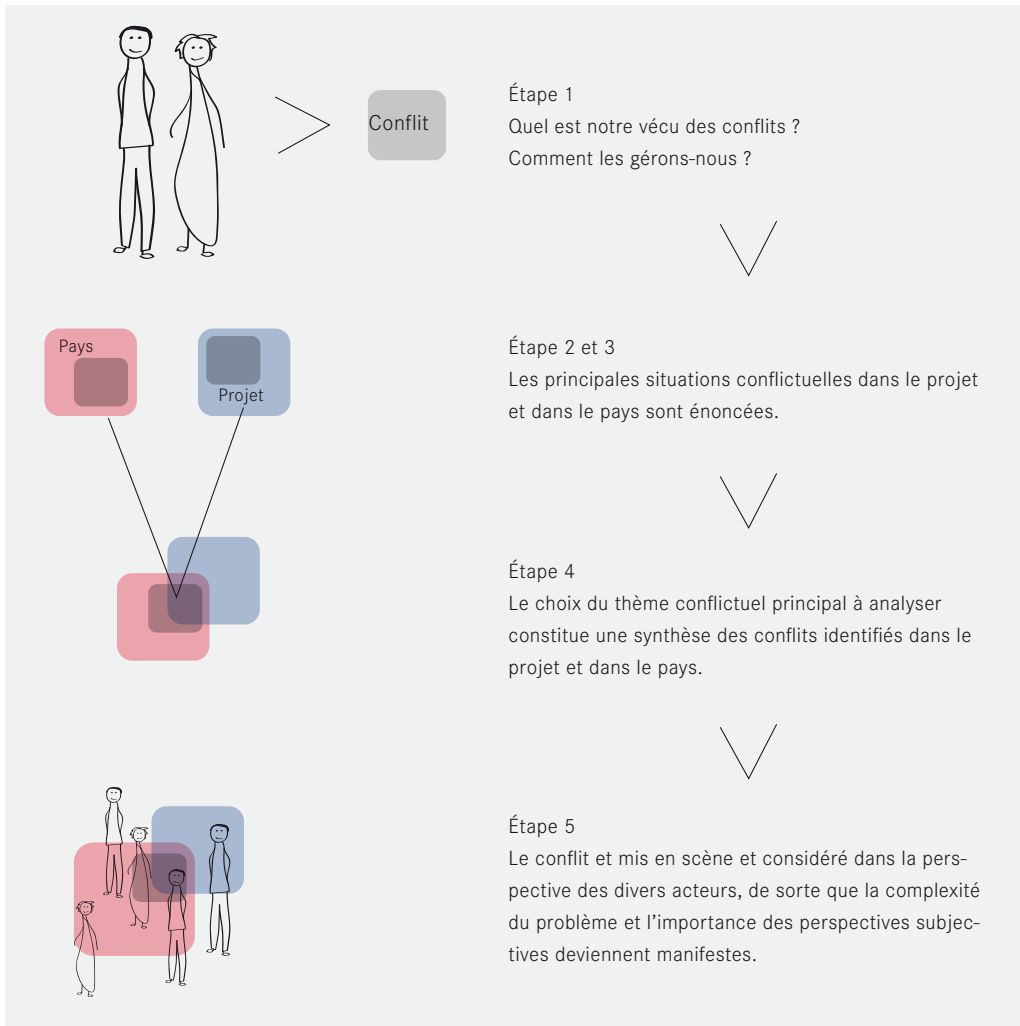 Conflit
Étape 1
Quel est notre vécu des conflits ?
Comment les gérons-nous ?
Pays
Projet
Étape 2 et 3
Les principales situations conflictuelles dans le projet
et dans le pays sont énoncées.
Étape 4
Le choix du thème conflictuel principal à analyser
constitue une synthèse des conflits identifiés dans le
projet et dans le pays.
Étape 5
Le conflit et mis en scène et considéré dans la pers-
pective des divers acteurs, de sorte que la complexité
du problème et l'importance des perspectives subjec-
tives deviennent manifestes.